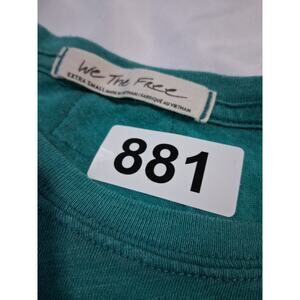 We The Free
EXTRA SMALL MADE IN VIETNAM / FABRIQUÉ AU VIETNAM
881